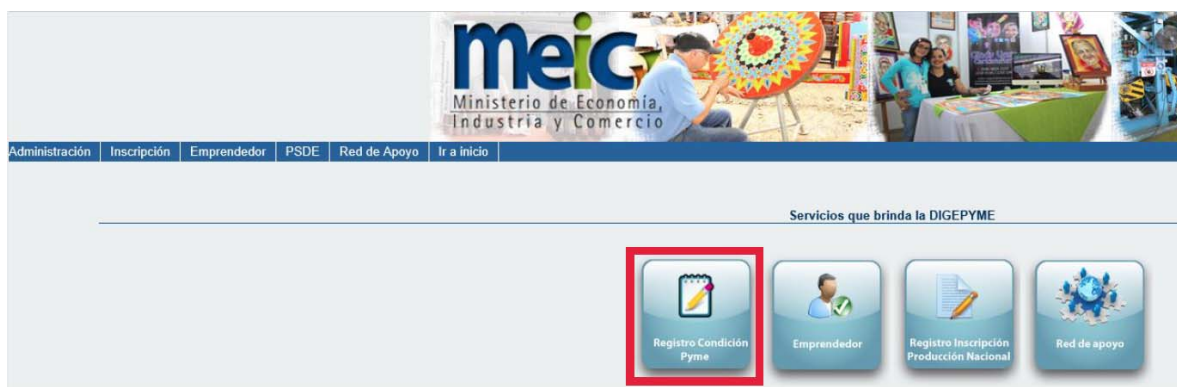 meic
Ministerio de Economía,
Industria y Comercio
Administración
Inscripción
Emprendedor
PSDE
Red de Apoyo
Ir a inicio
Servicios que brinda la DIGEPYME
Registro Condición
Pyme
Emprendedor
Registro Inscripción
Producción Nacional
Red de apoyo